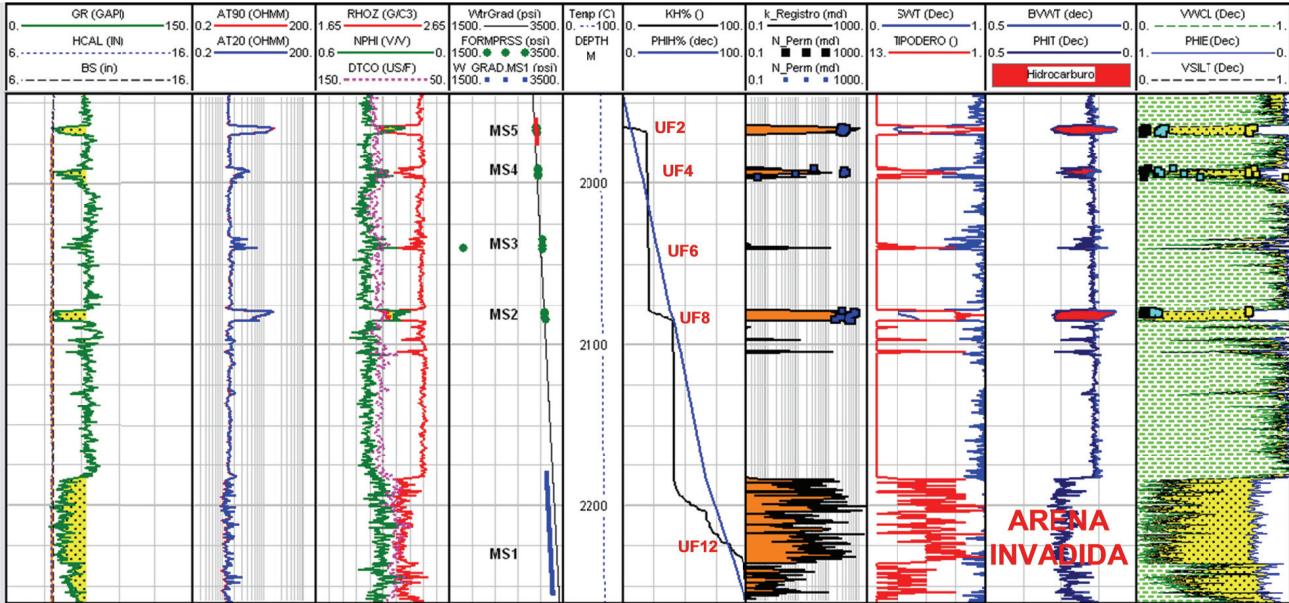 GR (GAPI)
0. 150.
HCAL (IN)
6. 16.
BS (in)
6. 16.
AT90 (OHMM)
0.2 200.
AT20 (OHMM)
0.2 200.
RHOZ (G/C3)
1.65 2.65
NPHI (V/V)
0.6 0.
DTCO (US/F)
150. 50.
WtrGrad (psi)
1500. 3500.
FORMPRSS (psi)
1500. 3500.
W_GRAD.MS1 (psi)
1500. 3500.
Temp (C)
0. 100.
DEPTH
M
KH% ()
100.
PHIH% (dec)
100.
k_Registro (md)
0.1 1000.
N_Perm (md)
0.1 1000.
N_Perm (md)
0.1 1000.
SWT (Dec)
0. 1.
TIPODERO ()
13. 1.
BVWT (dec)
0.5 0.
PHIT (Dec)
0.5 0.
Hidrocarburo
VWCL (Dec)
0. 1.
PHIE (Dec)
1. 0.
VSILT (Dec)
0. 1.
MS5
UF2
MS4
UF4
2000
MS3
UF6
MS2
UF8
2100
2200
ARENA
INVADIDA
MS1
UF12